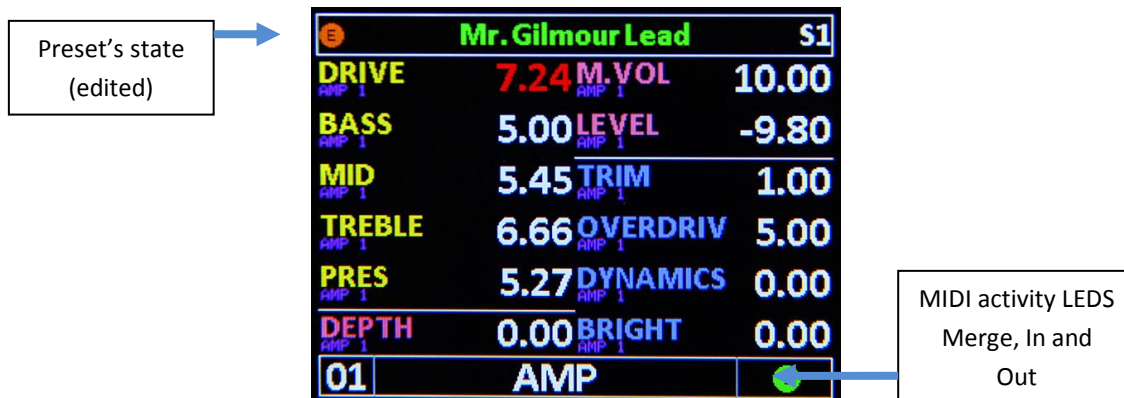 Preset's state
(edited)
E Mr. Gilmour Lead S1
DRIVE 7.24 M.VOL 10.00
AMP 1 AMP 1
BASS 5.00 LEVEL -9.80
AMP 1 AMP 1
MID 5.45 TRIM 1.00
AMP 1 AMP 1
TREBLE 6.66 OVERDRIV 5.00
AMP 1 AMP 1
PRES 5.27 DYNAMICS 0.00
AMP 1 AMP 1
DEPTH 0.00 BRIGHT 0.00
AMP 1 AMP 1
01 AMP
MIDI activity LEDS
Merge, In and
Out